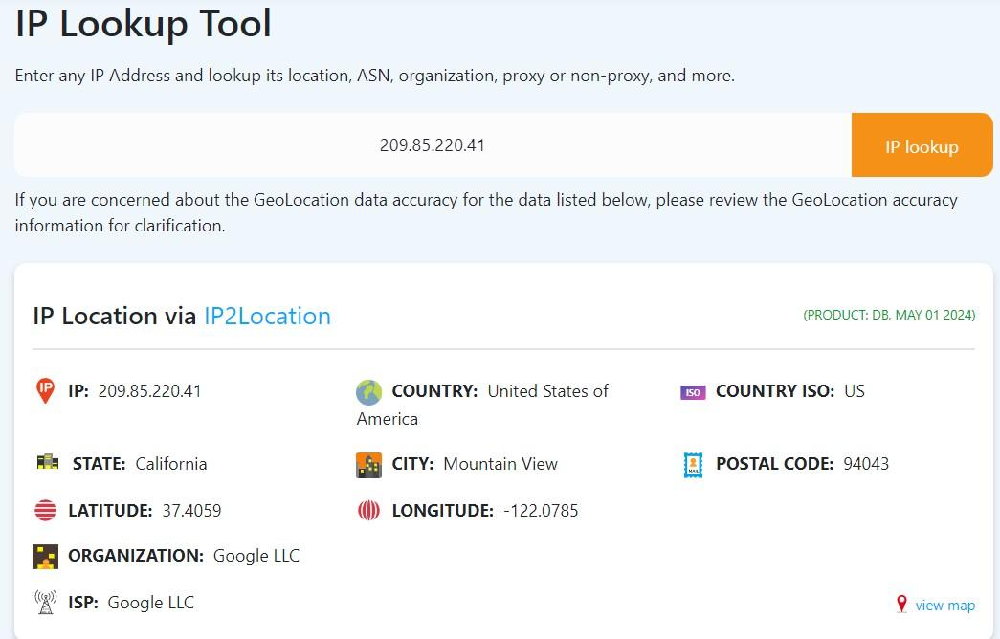 IP Lookup Tool
Enter any IP Address and lookup its location, ASN, organization, proxy or non-proxy, and more.
209.85.220.41
IP lookup
If you are concerned about the GeoLocation data accuracy for the data listed below, please review the GeoLocation accuracy
information for clarification.
IP Location via IP2Location
(PRODUCT: DB, MAY 01 2024)
IP IP: 209.85.220.41
COUNTRY: United States of
America
ISO COUNTRY ISO: US
STATE: California
CITY: Mountain View
MAIL POSTAL CODE: 94043
LATITUDE: 37.4059
LONGITUDE: -122.0785
ORGANIZATION: Google LLC
ISP: Google LLC
view map